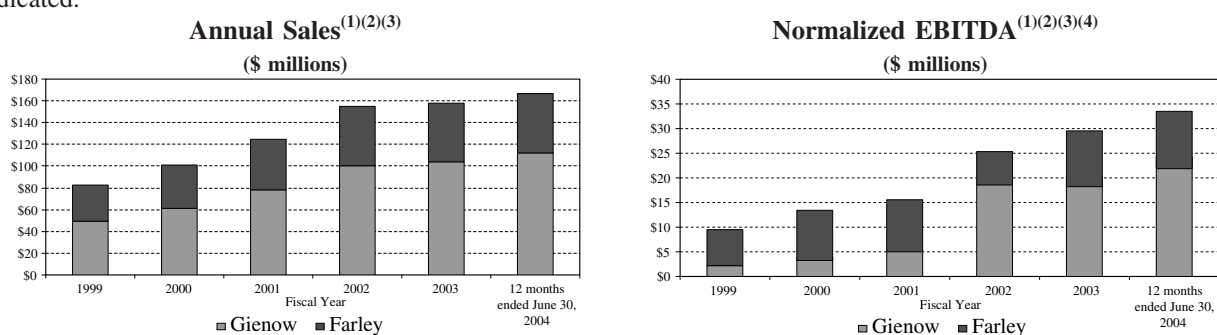 dicated.
Annual Sales(1)(2)(3)
($ millions)
$180
$160
$140
$120
$100
$80
$60
$40
$20
$0
1999
2000
2001
2002
2003
12 months
ended June 30,
2004
Fiscal Year
Gienow
Farley
Normalized EBITDA(1)(2)(3)(4)
($ millions)
$40
$35
$30
$25
$20
$15
$10
$5
$0
1999
2000
2001
2002
2003
12 months
ended June 30,
2004
Fiscal Year
Gienow
Farley